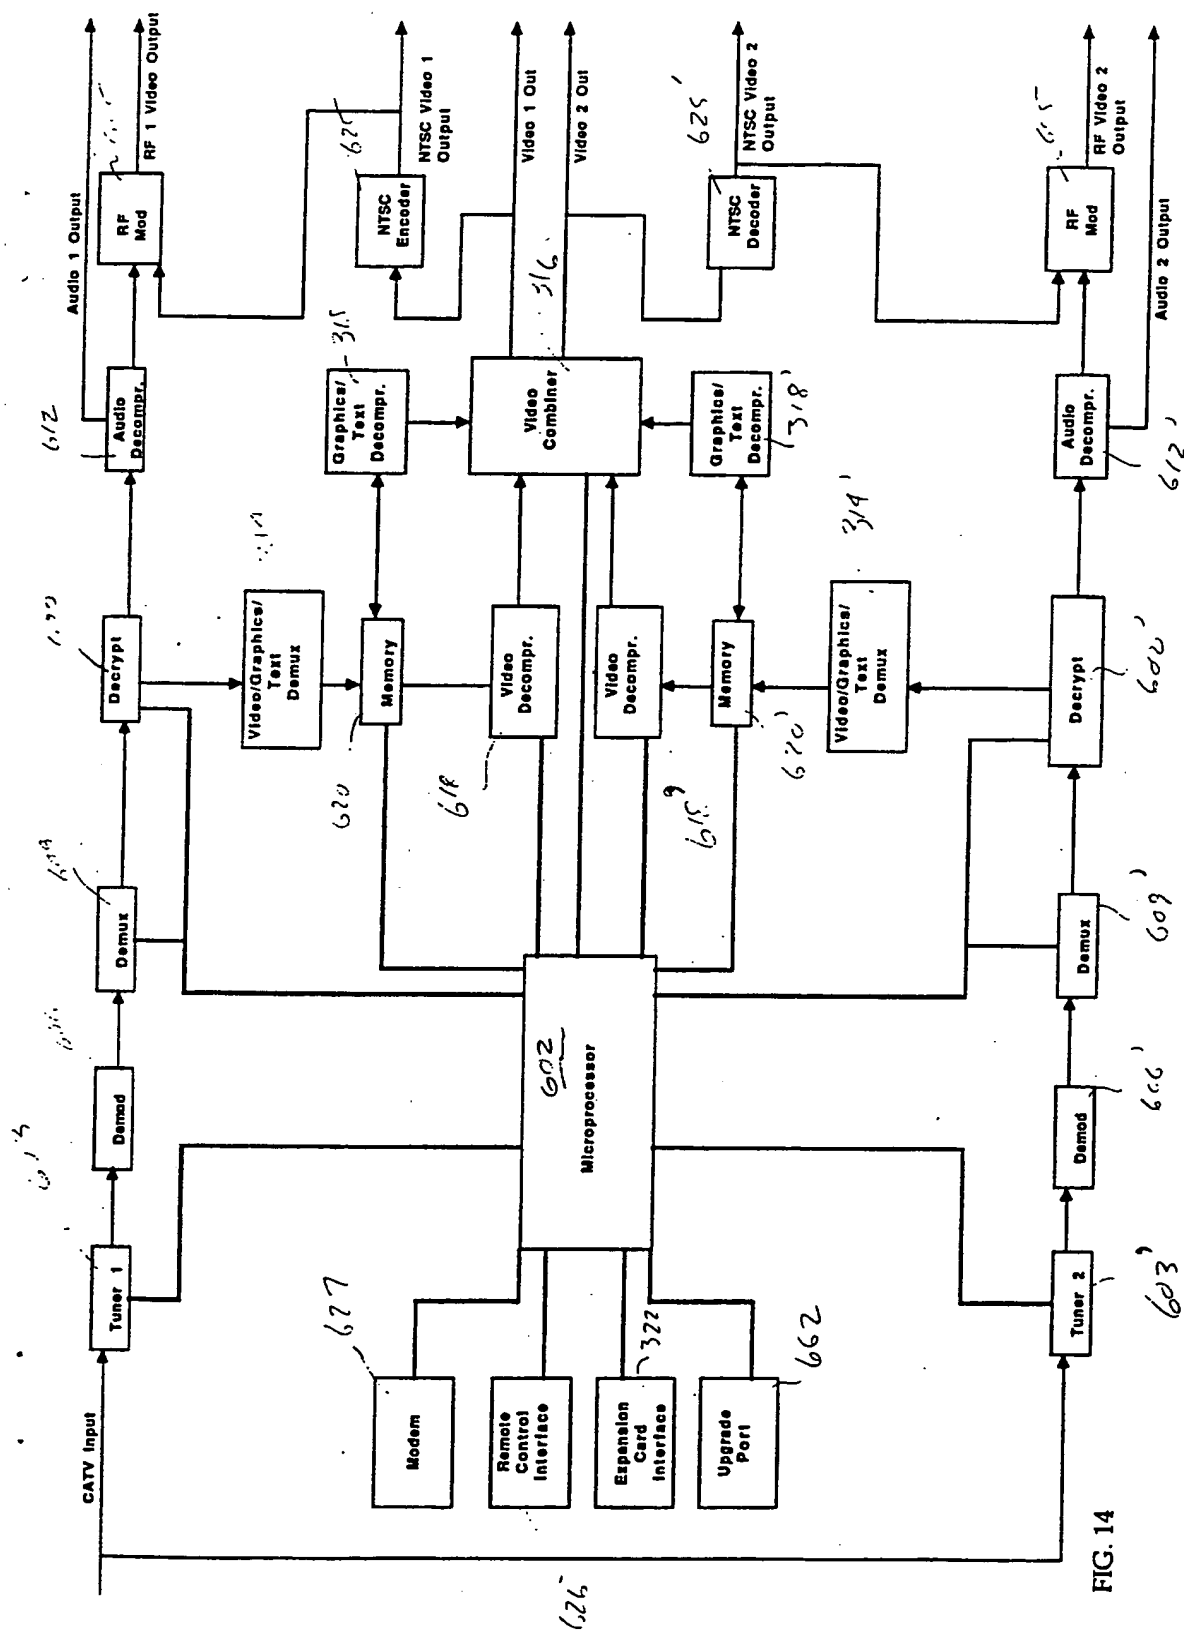 CATV Input
Tuner 1
Demod
Demux
Decrypt
Audio
Decompr.
612
Audio 1 Output
RF
Mod
RF 1 Video Output
Video/Graphics/
Text
Demux
Memory
620
Graphics/
Text
Decompr.
315
NTSC
Encoder
625
NTSC Video 1
Output
Video
Decompr.
618
Video
Combiner
316
Video 1 Out
Video 2 Out
Modem
627
Remote
Control
Interface
Expansion
Card
Interface
322
Upgrade
Port
662
Microprocessor
602
Video
Decompr.
Memory
620'
Graphics/
Text
Decompr.
318'
NTSC
Decoder
625'
NTSC Video 2
Output
Video/Graphics/
Text
Demux
314'
Tuner 2
603'
Demod
606'
Demux
609'
Decrypt
600'
Audio
Decompr.
612'
RF
Mod
RF Video 2
Output
Audio 2 Output
FIG. 14